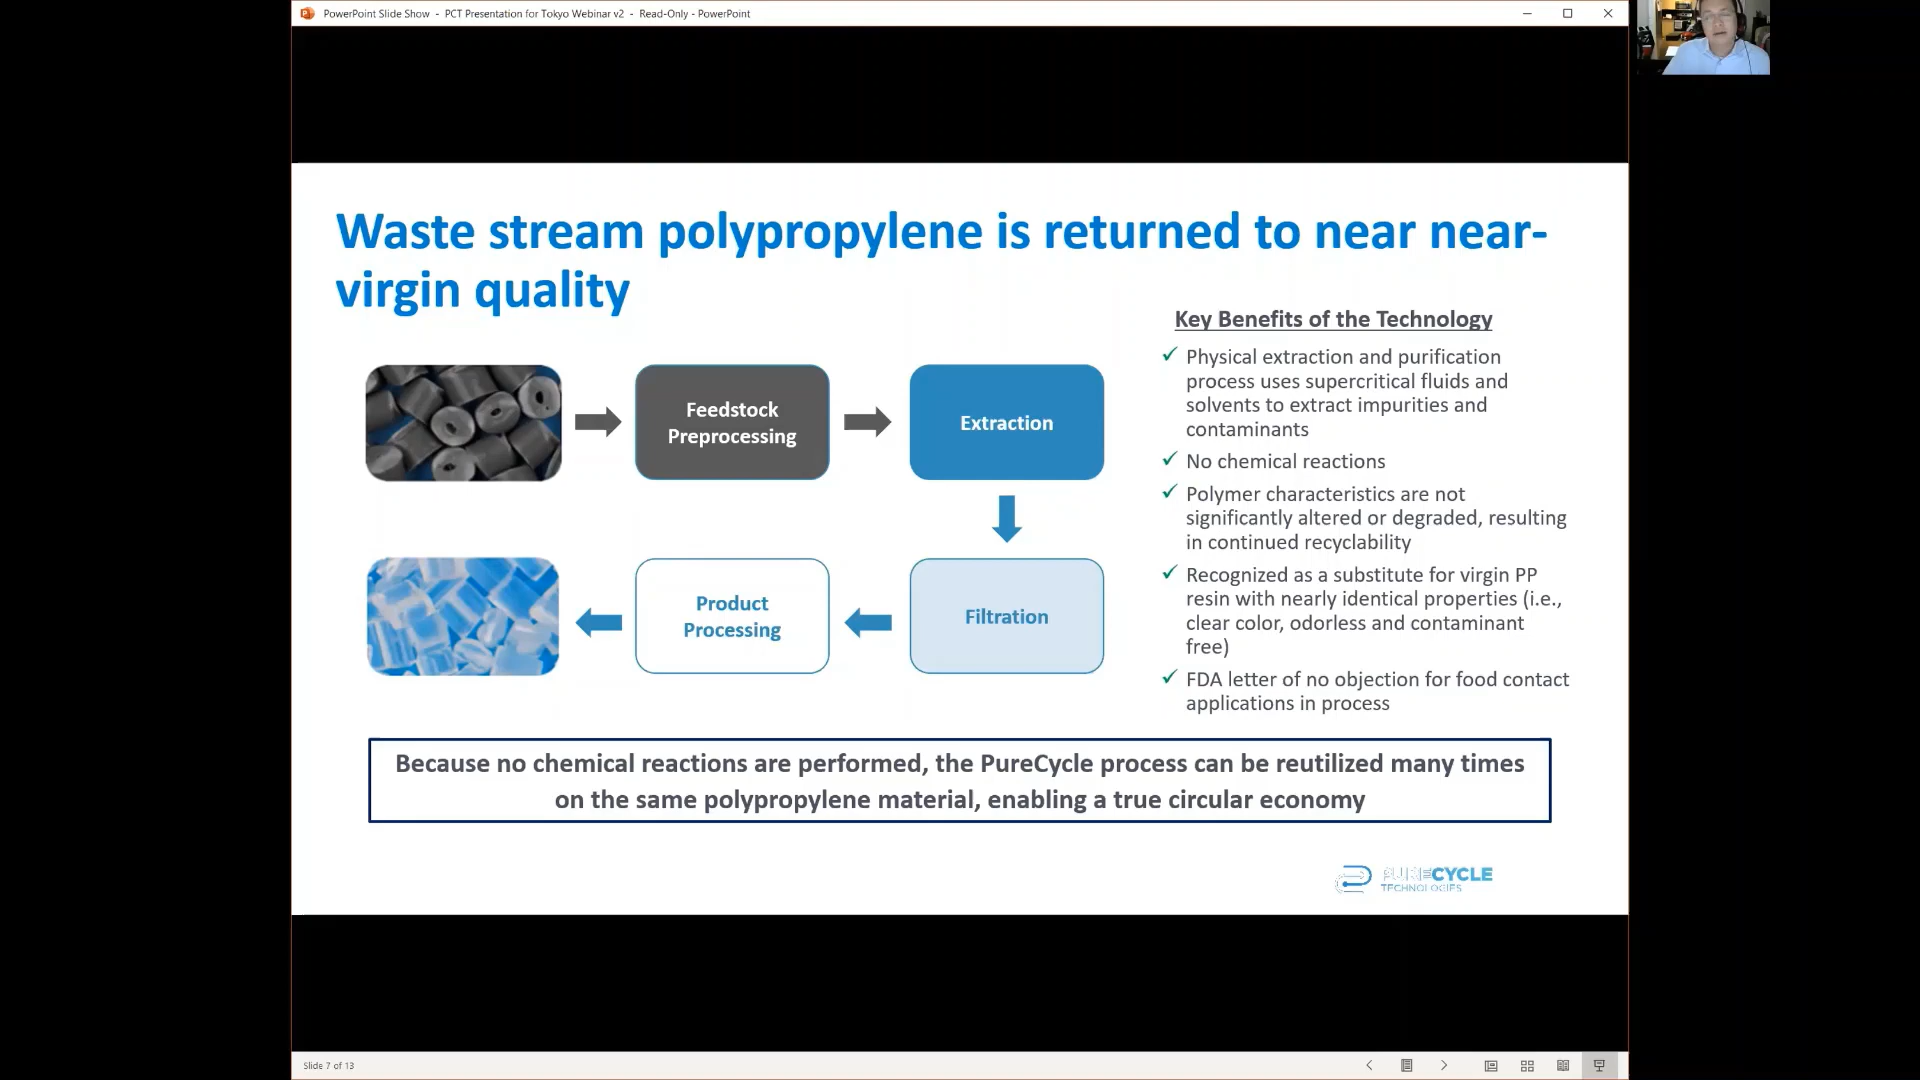 PowerPoint Slide Show - PCT Presentation for Tokyo Webinar v2 - Read-Only - PowerPoint
Waste stream polypropylene is returned to near near-
virgin quality
Feedstock
Preprocessing
Extraction
Filtration
Product
Processing
Key Benefits of the Technology
✓ Physical extraction and purification
process uses supercritical fluids and
solvents to extract impurities and
contaminants
✓ No chemical reactions
✓ Polymer characteristics are not
significantly altered or degraded, resulting
in continued recyclability
✓ Recognized as a substitute for virgin PP
resin with nearly identical properties (i.e.,
clear color, odorless and contaminant
free)
✓ FDA letter of no objection for food contact
applications in process
Because no chemical reactions are performed, the PureCycle process can be reutilized many times
on the same polypropylene material, enabling a true circular economy
PURECYCLE
TECHNOLOGIES
Slide 7 of 13